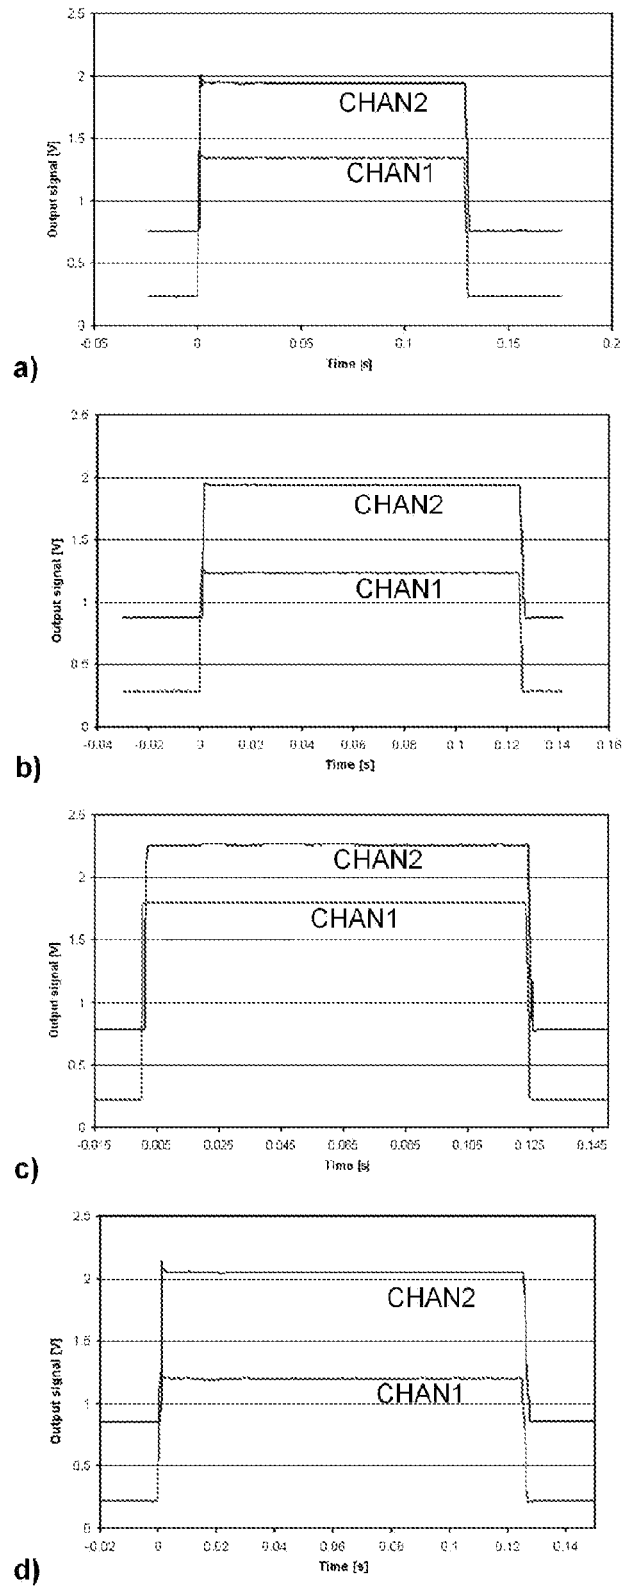 2.5
2
1.5
1
0.5
0
Output signal [V]
CHAN2
CHAN1
-0.05 0 0.05 0.1 0.15 0.2
Time [s]
a)
2.5
2
1.5
1
0.5
0
Output signal [V]
CHAN2
CHAN1
-0.04 -0.02 0 0.02 0.04 0.06 0.08 0.1 0.12 0.14 0.16
Time [s]
b)
2.5
2
1.5
1
0.5
0
Output signal [V]
CHAN2
CHAN1
-0.015 0.005 0.025 0.045 0.065 0.085 0.105 0.125 0.145
Time [s]
c)
2.5
2
1.5
1
0.5
0
Output signal [V]
CHAN2
CHAN1
-0.02 0 0.02 0.04 0.06 0.08 0.1 0.12 0.14
Time [s]
d)